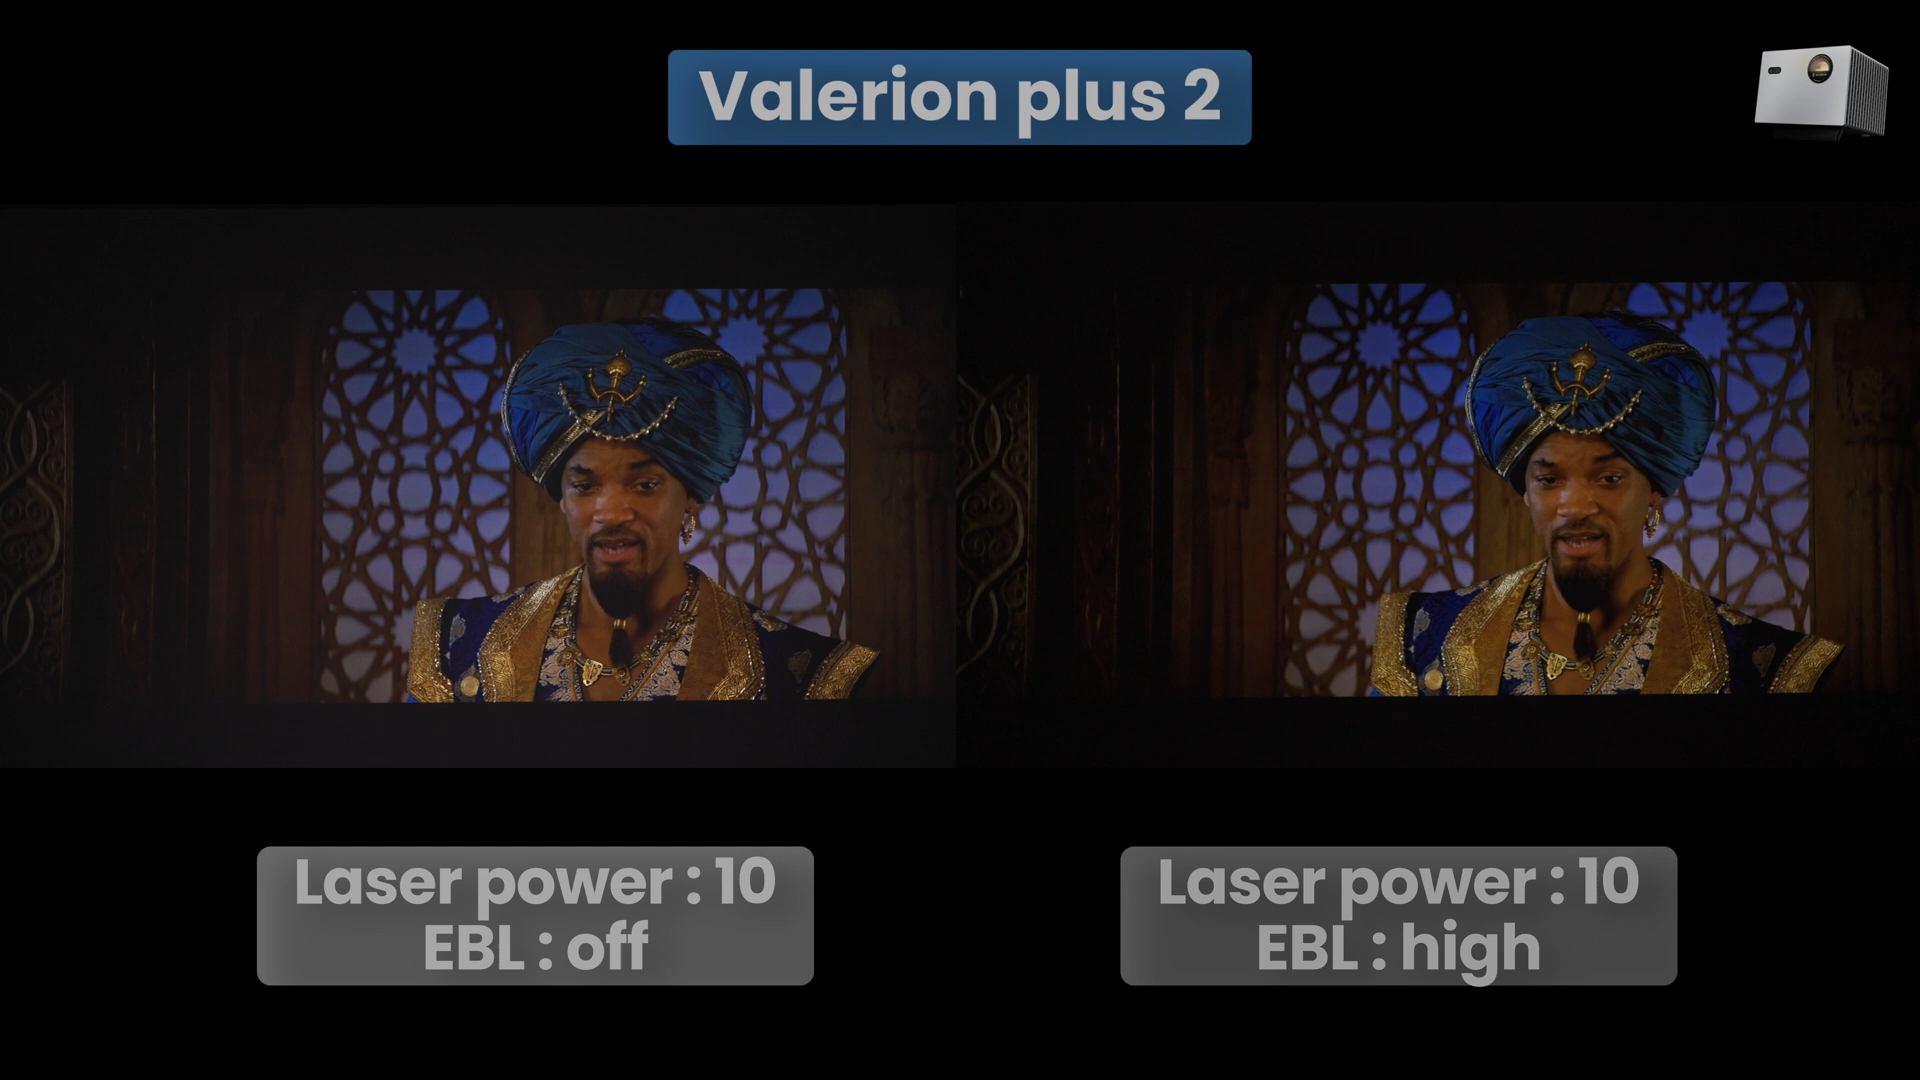 Valerion plus 2
Laser power : 10
EBL : off
Laser power : 10
EBL : high